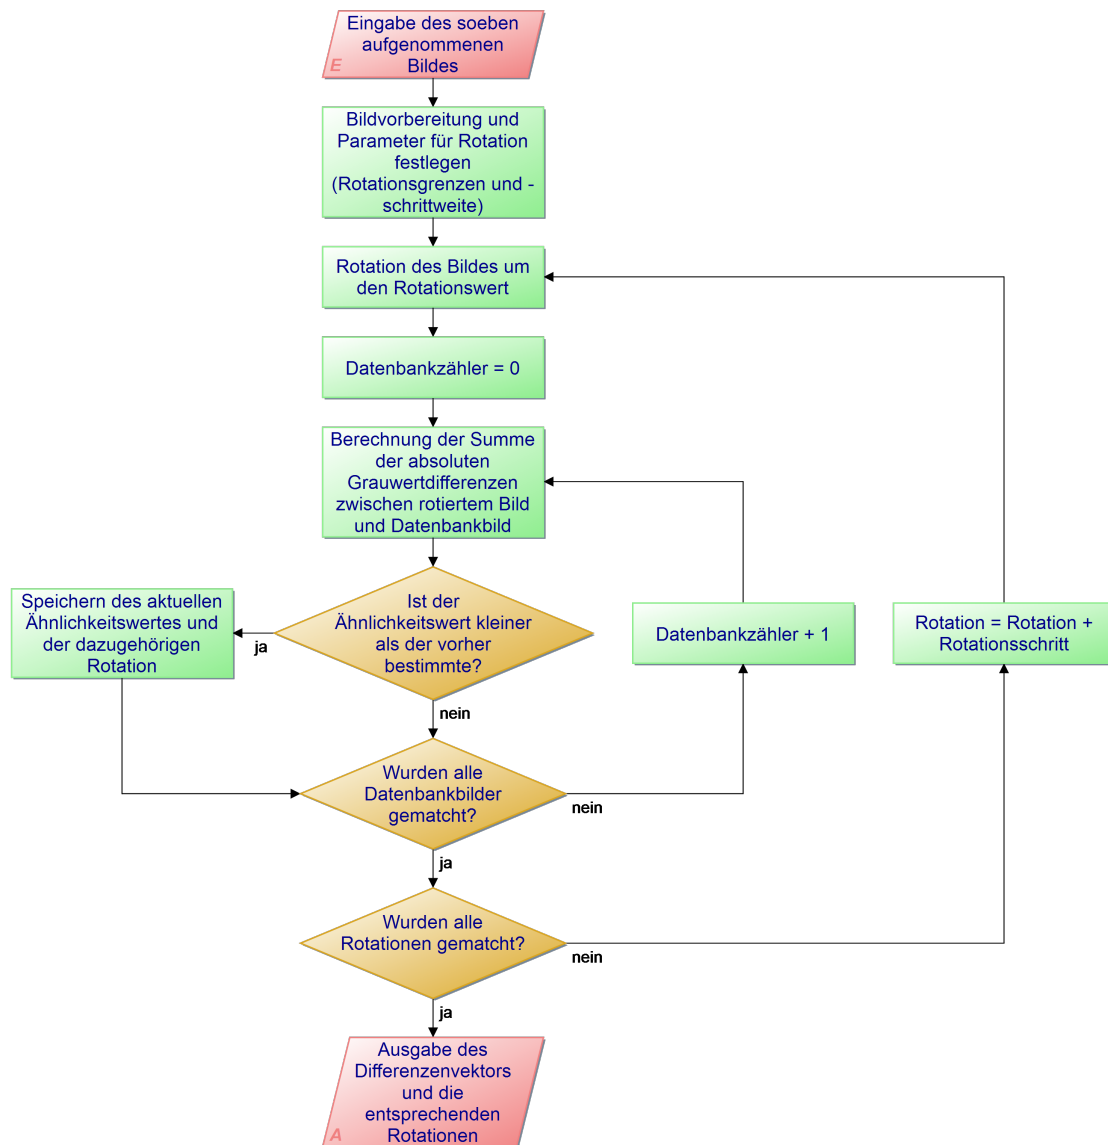 Eingabe des soeben
aufgenommenen
Bildes
E
Bildvorbereitung und
Parameter für Rotation
festlegen
(Rotationsgrenzen und -
schrittweite)
Rotation des Bildes um
den Rotationswert
Datenbankzähler = 0
Berechnung der Summe
der absoluten
Grauwertdifferenzen
zwischen rotiertem Bild
und Datenbankbild
Speichern des aktuellen
Ähnlichkeitswertes und
der dazugehörigen
Rotation
ja
Ist der
Ähnlichkeitswert kleiner
als der vorher
bestimmte?
nein
Datenbankzähler + 1
Rotation = Rotation +
Rotationsschritt
Wurden alle
Datenbankbilder
gematcht?
nein
ja
Wurden alle
Rotationen gematcht?
nein
ja
Ausgabe des
Differenzenvektors
und die
entsprechenden
Rotationen
A